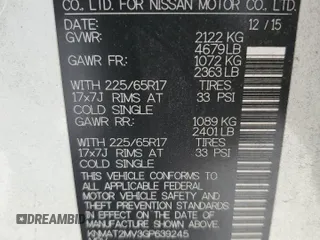 CO. LTD. FOR NISSAN MOTOR CO. LTD.
12/15
GVWR: 2122 KG
4679LB
GAWR FR: 1072 KG
2363LB
WITH 225/65R17 TIRES
17x7J RIMS AT 33 PSI
COLD SINGLE
GAWR RR: 1089 KG
2401LB
WITH 225/65R17 TIRES
17x7J RIMS AT 33 PSI
COLD SINGLE
THIS VEHICLE CONFORMS TO ALL
APPLICABLE U.S. FEDERAL MOTOR
VEHICLE SAFETY AND
THEFT PREVENTION STANDARDS
IN EFFECT ON THE DATE OF
MANUFACTURE SHOWN ABOVE.
KNMAT2MV3GP639245
STAT.VIN